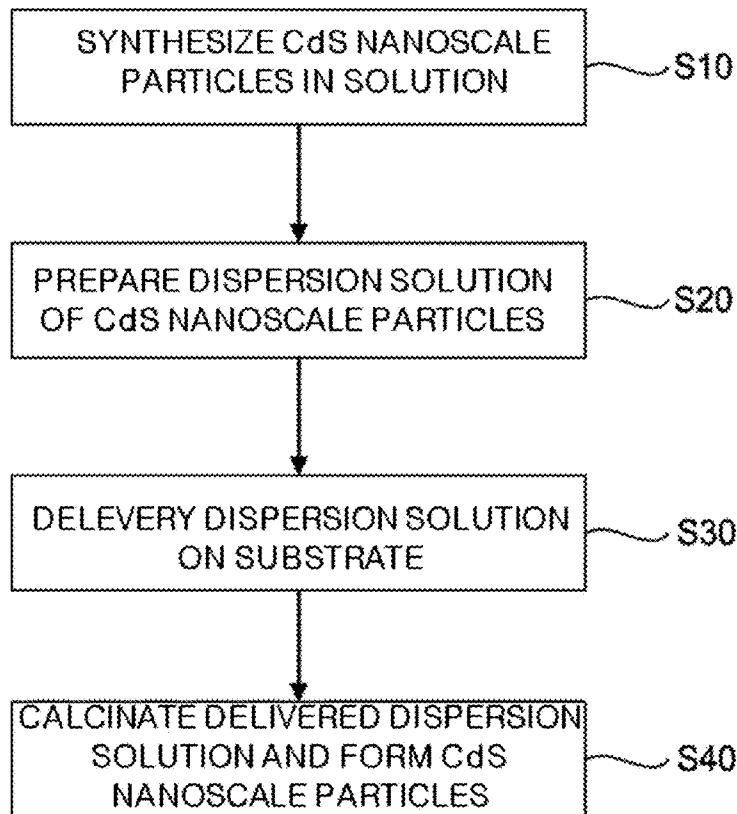 SYNTHESIZE CdS NANOSCALE
PARTICLES IN SOLUTION
S10
PREPARE DISPERSION SOLUTION
OF CdS NANOSCALE PARTICLES
S20
DELEVERY DISPERSION SOLUTION
ON SUBSTRATE
S30
CALCINATE DELIVERED DISPERSION
SOLUTION AND FORM CdS
NANOSCALE PARTICLES
S40